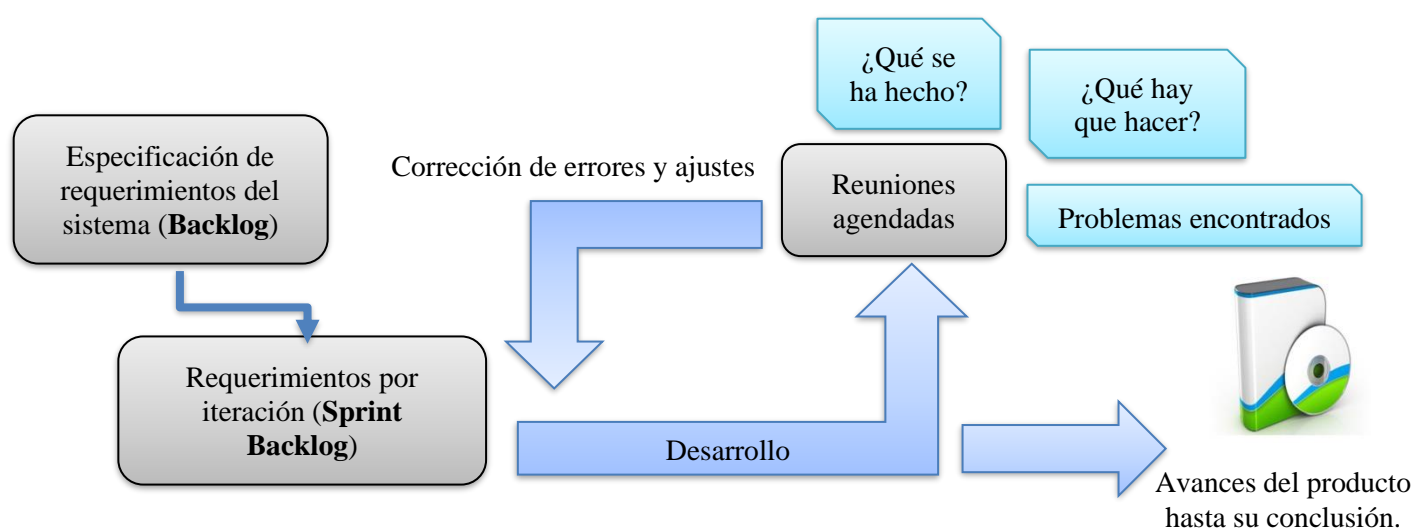 Especificación de
requerimientos del
sistema (Backlog)
Requerimientos por
iteración (Sprint
Backlog)
Corrección de errores y ajustes
Desarrollo
Reuniones
agendadas
¿Qué se
ha hecho?
¿Qué hay
que hacer?
Problemas encontrados
Avances del producto
hasta su conclusión.